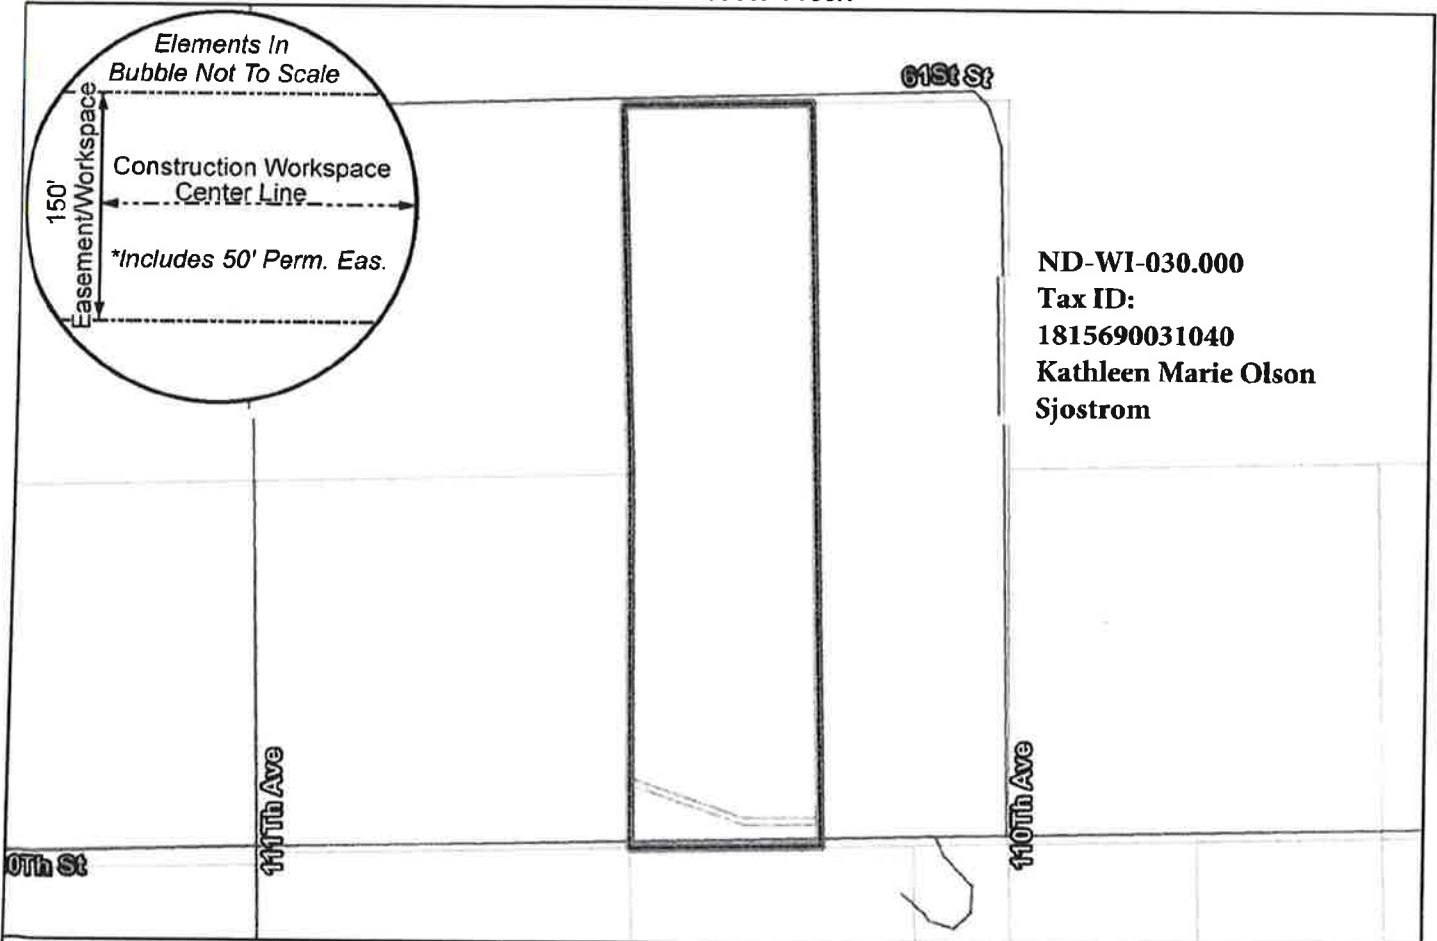 Elements In
Bubble Not To Scale
150'
Easement/Workspace
Construction Workspace
Center Line
*Includes 50' Perm. Eas.
61St St
ND-WI-030.000
Tax ID:
1815690031040
Kathleen Marie Olson
Sjostrom
111Th Ave
110Th Ave
0Th St